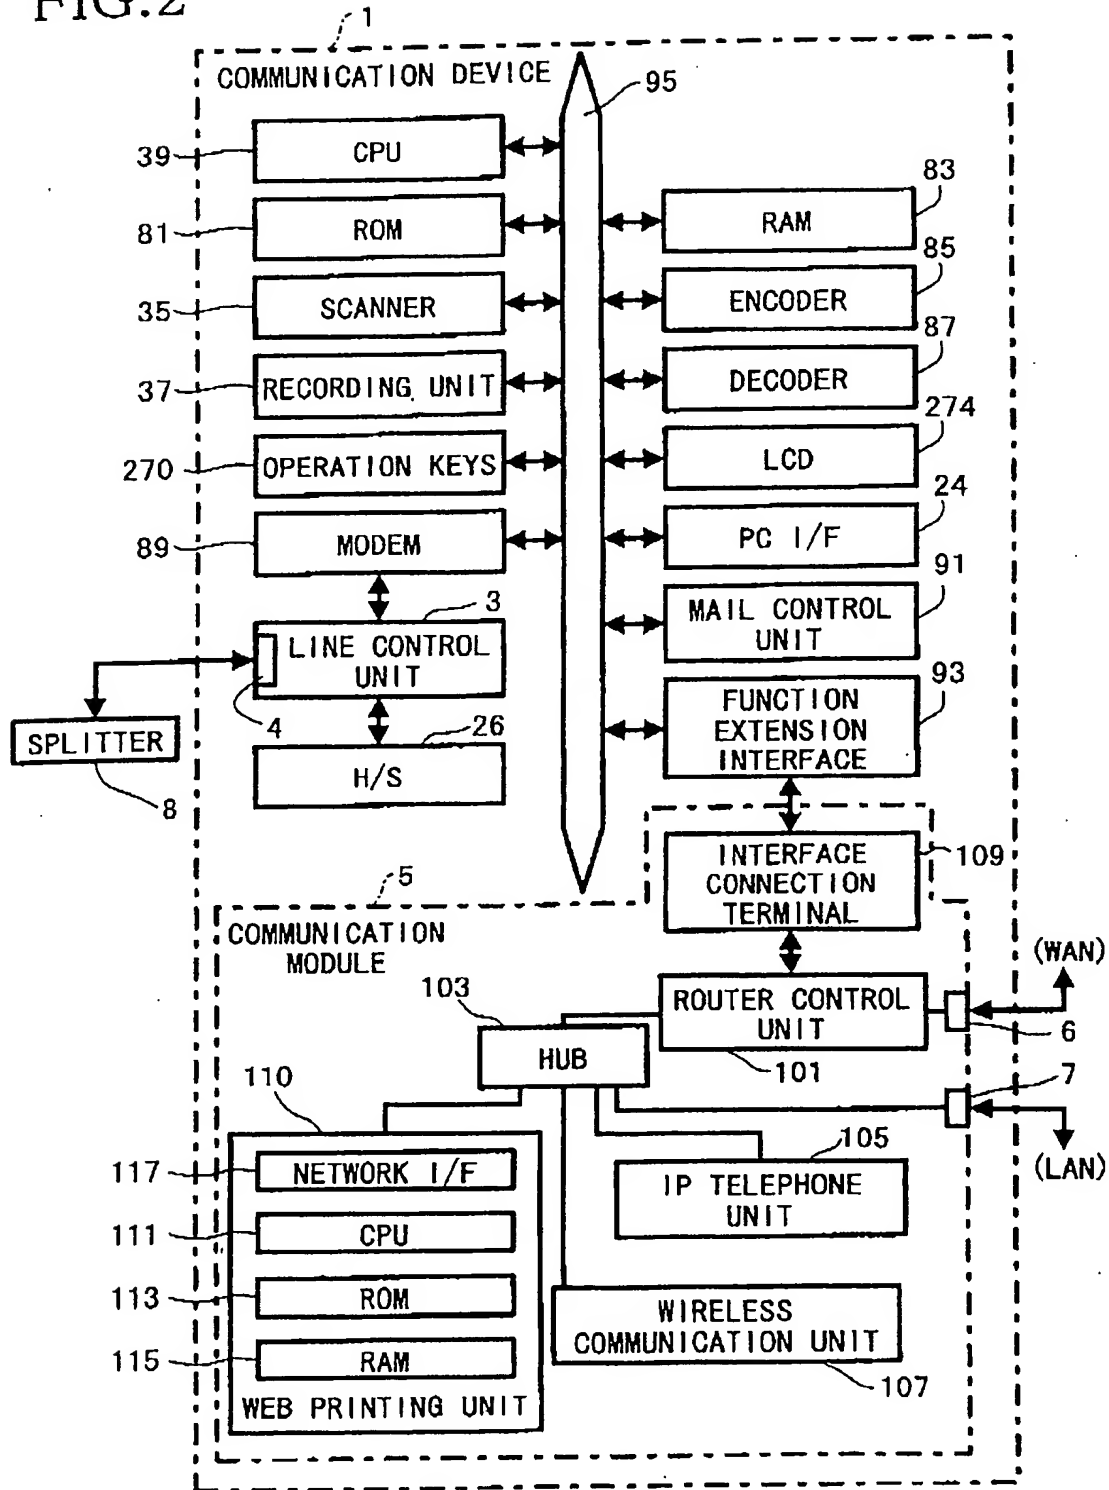 FIG.2
1
COMMUNICATION DEVICE
95
39
CPU
83
81
ROM
RAM
85
35
SCANNER
ENCODER
87
37
RECORDING UNIT
DECODER
274
270
OPERATION KEYS
LCD
24
89
MODEM
PC I/F
91
3
MAIL CONTROL
UNIT
LINE CONTROL
UNIT
93
4
26
FUNCTION
EXTENSION
INTERFACE
SPLITTER
8
H/S
109
INTERFACE
CONNECTION
TERMINAL
5
COMMUNICATION
MODULE
(WAN)
103
ROUTER CONTROL
UNIT
6
HUB
101
7
110
105
117
NETWORK I/F
IP TELEPHONE
UNIT
(LAN)
111
CPU
113
ROM
WIRELESS
COMMUNICATION UNIT
115
RAM
107
WEB PRINTING UNIT